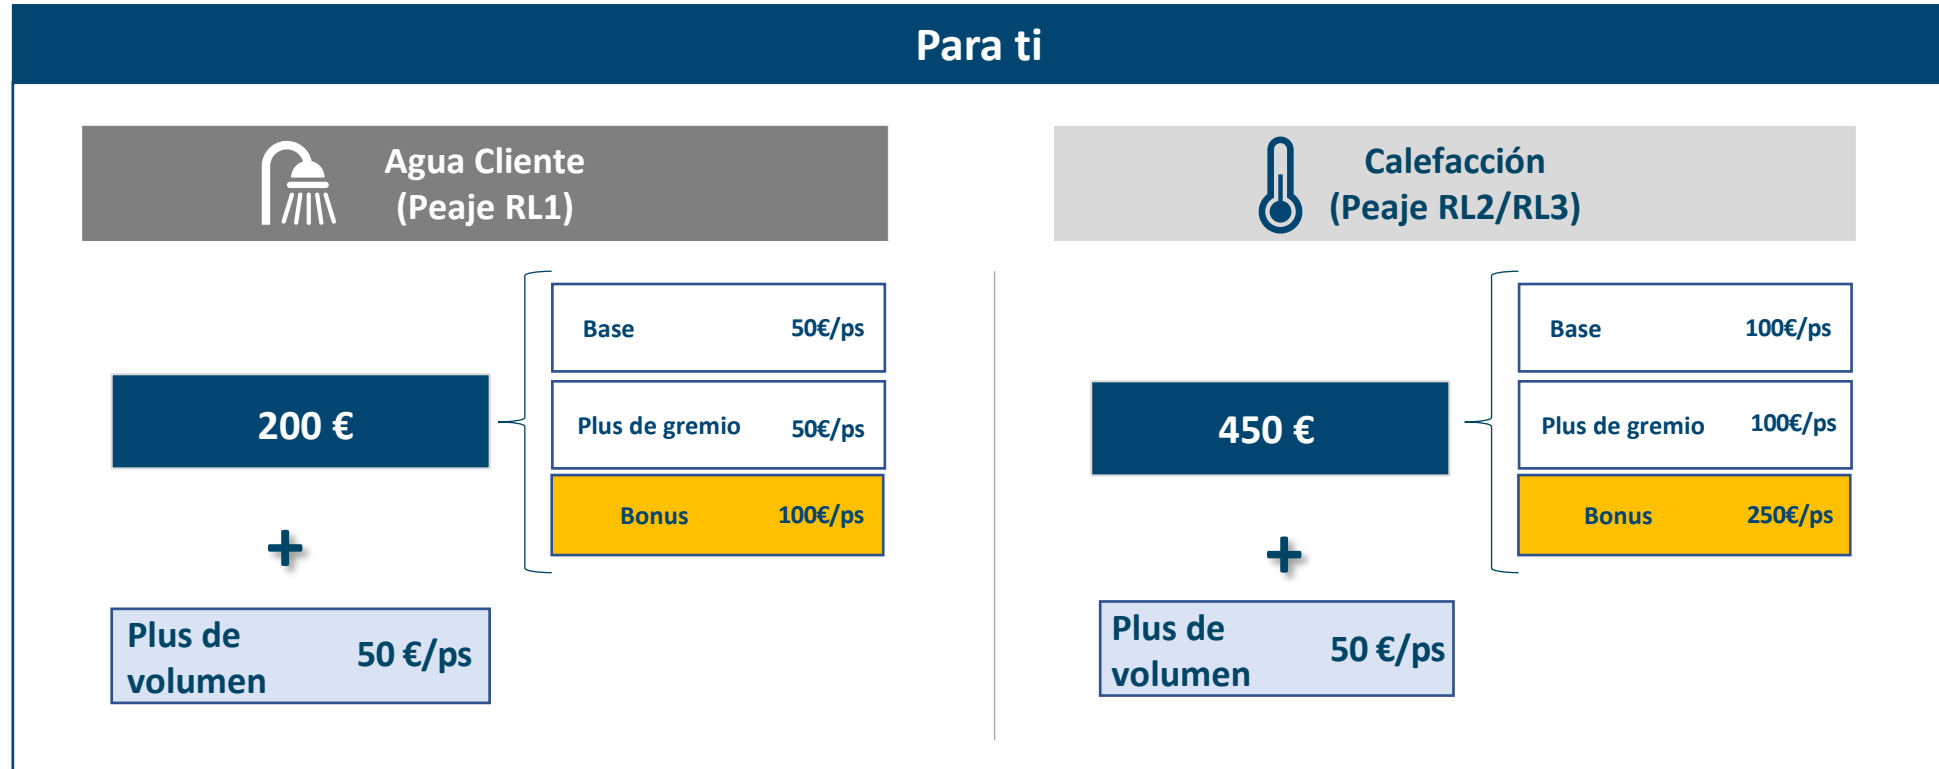 Para ti
Agua Cliente
(Peaje RL1)
Base 50€/ps
200 €
Plus de gremio 50€/ps
Bonus 100€/ps
+
Plus de
volumen 50 €/ps
Calefacción
(Peaje RL2/RL3)
Base 100€/ps
450 €
Plus de gremio 100€/ps
Bonus 250€/ps
+
Plus de
volumen 50 €/ps